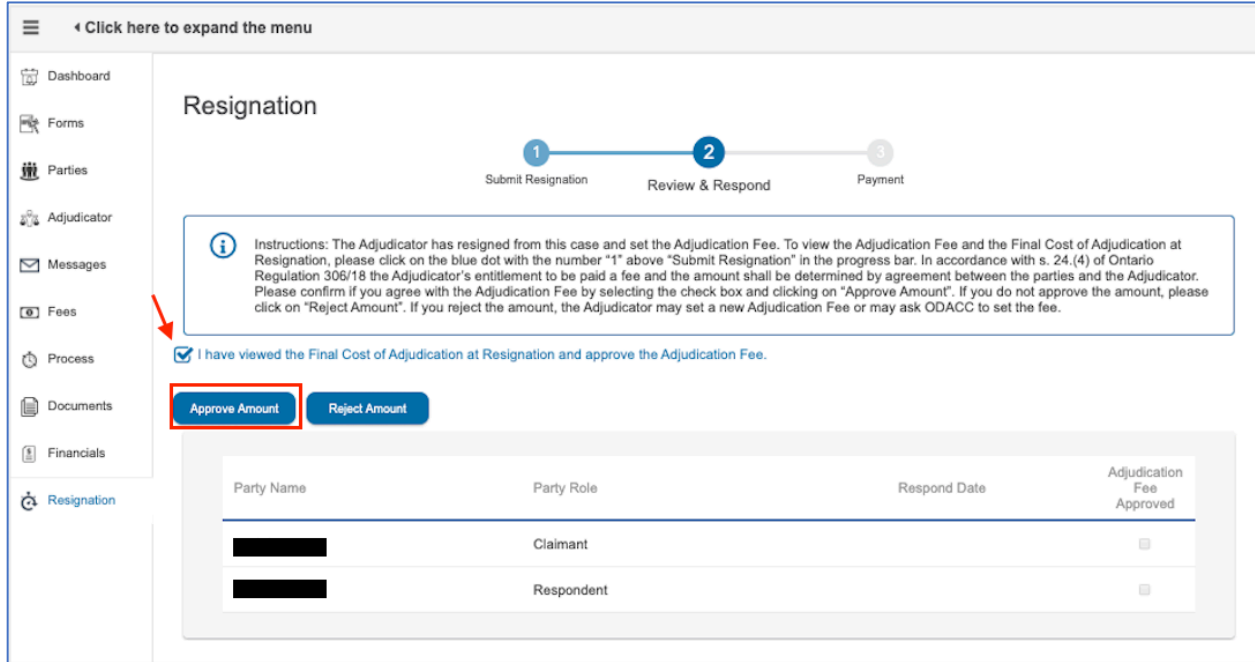 Click here to expand the menu
Dashboard
Forms
Parties
Adjudicator
Messages
Fees
Process
Documents
Financials
Resignation
Resignation
1
2
3
Submit Resignation
Review & Respond
Payment
Instructions: The Adjudicator has resigned from this case and set the Adjudication Fee. To view the Adjudication Fee and the Final Cost of Adjudication at
Resignation, please click on the blue dot with the number "1" above "Submit Resignation" in the progress bar. In accordance with s. 24.(4) of Ontario
Regulation 306/18 the Adjudicator's entitlement to be paid a fee and the amount shall be determined by agreement between the parties and the Adjudicator.
Please confirm if you agree with the Adjudication Fee by selecting the check box and clicking on "Approve Amount". If you do not approve the amount, please
click on "Reject Amount". If you reject the amount, the Adjudicator may set a new Adjudication Fee or may ask ODACC to set the fee.
I have viewed the Final Cost of Adjudication at Resignation and approve the Adjudication Fee.
Approve Amount
Reject Amount
Party Name
Party Role
Respond Date
Adjudication
Fee
Approved
Claimant
Respondent